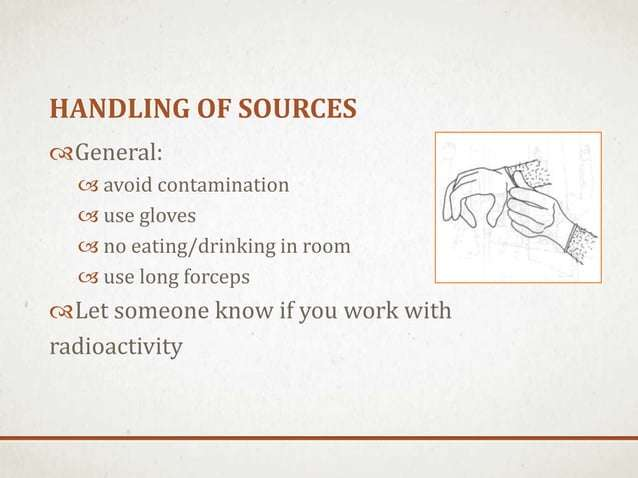 HANDLING OF SOURCES
General:
avoid contamination
use gloves
no eating/drinking in room
use long forceps
Let someone know if you work with
radioactivity